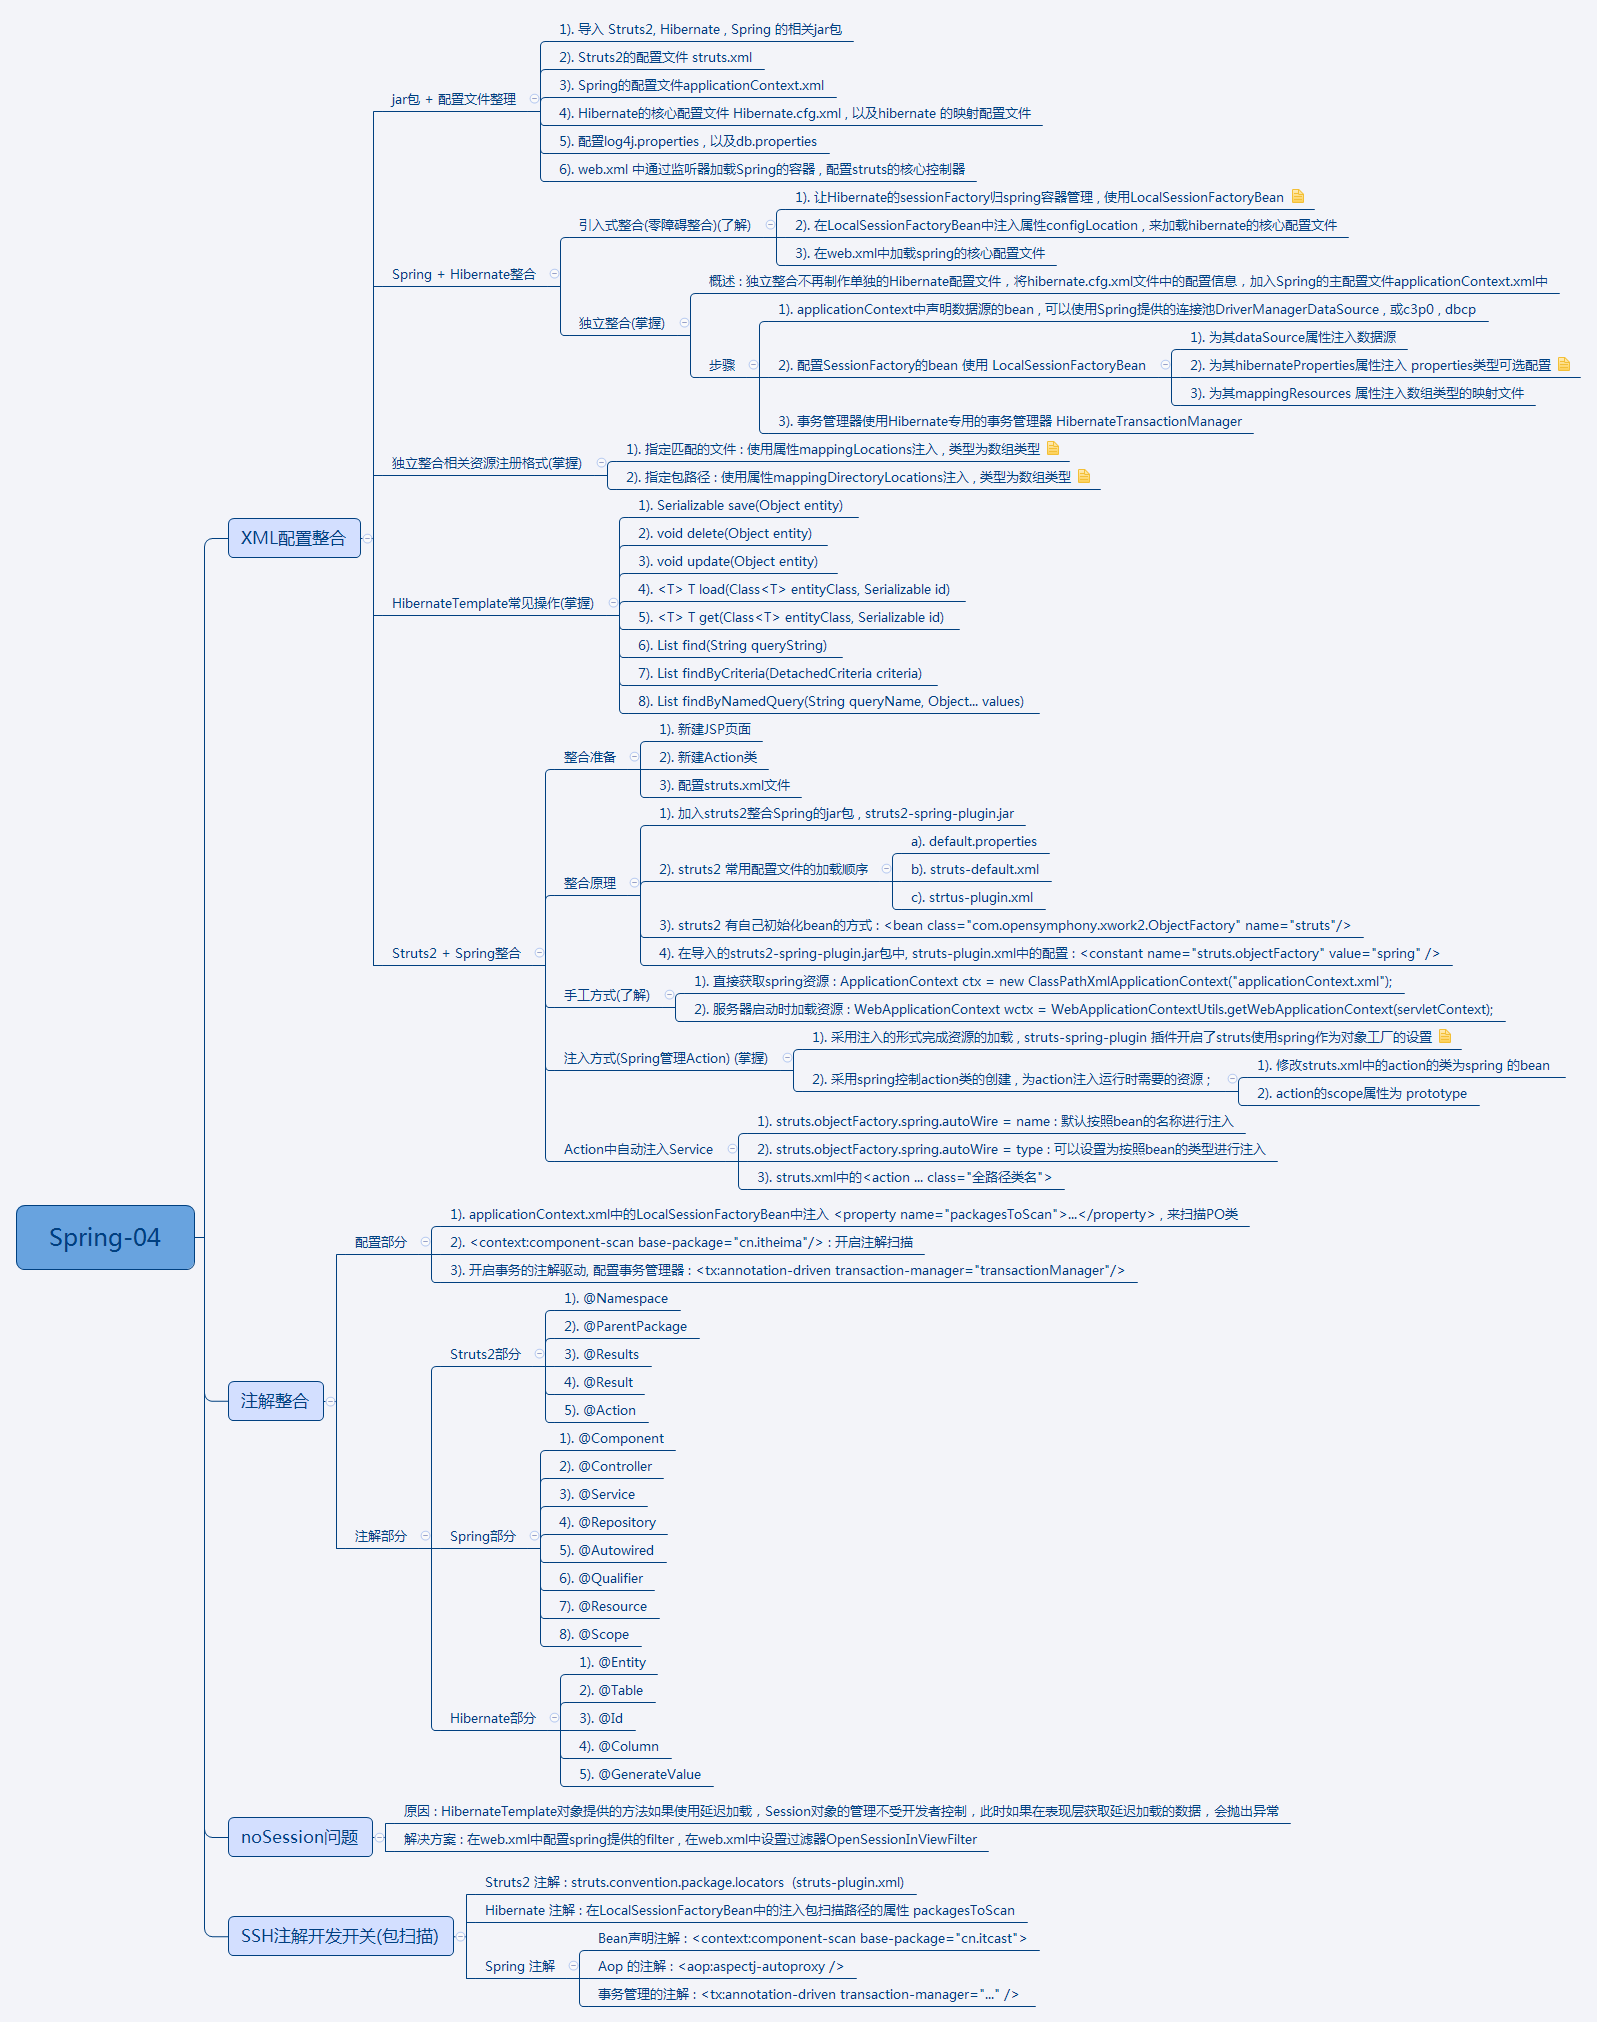 Spring-04
XML配置整合
jar包 + 配置文件整理
1). 导入 Struts2, Hibernate , Spring 的相关jar包
2). Struts2的配置文件 struts.xml
3). Spring的配置文件applicationContext.xml
4). Hibernate的核心配置文件 Hibernate.cfg.xml , 以及hibernate 的映射配置文件
5). 配置log4j.properties , 以及db.properties
6). web.xml 中通过监听器加载Spring的容器 , 配置struts的核心控制器
Spring + Hibernate整合
引入式整合(零障碍整合)(了解)
1). 让Hibernate的sessionFactory归spring容器管理 , 使用LocalSessionFactoryBean
2). 在LocalSessionFactoryBean中注入属性configLocation , 来加载hibernate的核心配置文件
3). 在web.xml中加载spring的核心配置文件
独立整合(掌握)
概述 : 独立整合不再制作单独的Hibernate配置文件，将hibernate.cfg.xml文件中的配置信息，加入Spring的主配置文件applicationContext.xml中
步骤
1). applicationContext中声明数据源的bean , 可以使用Spring提供的连接池DriverManagerDataSource , 或c3p0 , dbcp
2). 配置SessionFactory的bean 使用 LocalSessionFactoryBean
1). 为其dataSource属性注入数据源
2). 为其hibernateProperties属性注入 properties类型可选配置
3). 为其mappingResources 属性注入数组类型的映射文件
3). 事务管理器使用Hibernate专用的事务管理器 HibernateTransactionManager
独立整合相关资源注册格式(掌握)
1). 指定匹配的文件 : 使用属性mappingLocations注入 , 类型为数组类型
2). 指定包路径 : 使用属性mappingDirectoryLocations注入 , 类型为数组类型
HibernateTemplate常见操作(掌握)
1). Serializable save(Object entity)
2). void delete(Object entity)
3). void update(Object entity)
4). <T> T load(Class<T> entityClass, Serializable id)
5). <T> T get(Class<T> entityClass, Serializable id)
6). List find(String queryString)
7). List findByCriteria(DetachedCriteria criteria)
8). List findByNamedQuery(String queryName, Object... values)
Struts2 + Spring整合
整合准备
1). 新建JSP页面
2). 新建Action类
3). 配置struts.xml文件
整合原理
1). 加入struts2整合Spring的jar包 , struts2-spring-plugin.jar
2). struts2 常用配置文件的加载顺序
a). default.properties
b). struts-default.xml
c). strtus-plugin.xml
3). struts2 有自己初始化bean的方式 : <bean class="com.opensymphony.xwork2.ObjectFactory" name="struts"/>
4). 在导入的struts2-spring-plugin.jar包中, struts-plugin.xml中的配置 : <constant name="struts.objectFactory" value="spring" />
手工方式(了解)
1). 直接获取spring资源 : ApplicationContext ctx = new ClassPathXmlApplicationContext("applicationContext.xml");
2). 服务器启动时加载资源 : WebApplicationContext wctx = WebApplicationContextUtils.getWebApplicationContext(servletContext);
注入方式(Spring管理Action) (掌握)
1). 采用注入的形式完成资源的加载 , struts-spring-plugin 插件开启了struts使用spring作为对象工厂的设置
2). 采用spring控制action类的创建 , 为action注入运行时需要的资源 ;
1). 修改struts.xml中的action的类为spring 的bean
2). action的scope属性为 prototype
Action中自动注入Service
1). struts.objectFactory.spring.autoWire = name : 默认按照bean的名称进行注入
2). struts.objectFactory.spring.autoWire = type : 可以设置为按照bean的类型进行注入
3). struts.xml中的<action ... class="全路径类名">
注解整合
配置部分
1). applicationContext.xml中的LocalSessionFactoryBean中注入 <property name="packagesToScan">...</property> , 来扫描PO类
2). <context:component-scan base-package="cn.itheima"/> : 开启注解扫描
3). 开启事务的注解驱动, 配置事务管理器 : <tx:annotation-driven transaction-manager="transactionManager"/>
注解部分
Struts2部分
1). @Namespace
2). @ParentPackage
3). @Results
4). @Result
5). @Action
Spring部分
1). @Component
2). @Controller
3). @Service
4). @Repository
5). @Autowired
6). @Qualifier
7). @Resource
8). @Scope
Hibernate部分
1). @Entity
2). @Table
3). @Id
4). @Column
5). @GenerateValue
noSession问题
原因 : HibernateTemplate对象提供的方法如果使用延迟加载，Session对象的管理不受开发者控制，此时如果在表现层获取延迟加载的数据，会抛出异常
解决方案 : 在web.xml中配置spring提供的filter , 在web.xml中设置过滤器OpenSessionInViewFilter
SSH注解开发开关(包扫描)
Struts2 注解 : struts.convention.package.locators  (struts-plugin.xml)
Hibernate 注解 : 在LocalSessionFactoryBean中的注入包扫描路径的属性 packagesToScan
Spring 注解
Bean声明注解 : <context:component-scan base-package="cn.itcast">
Aop 的注解 : <aop:aspectj-autoproxy />
事务管理的注解 : <tx:annotation-driven transaction-manager="..." />